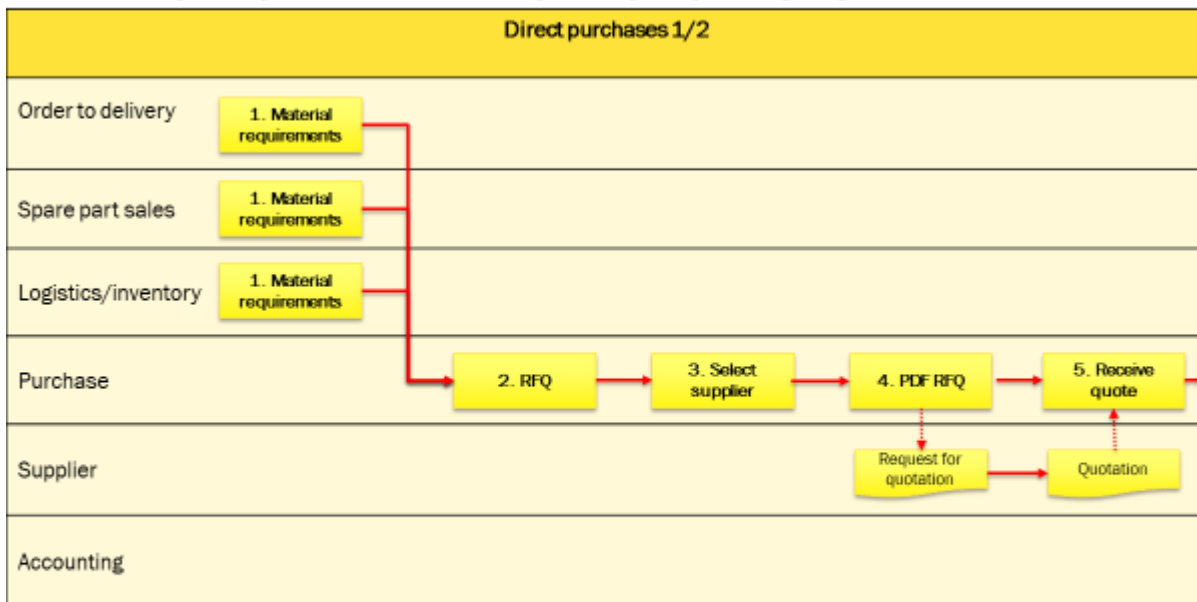 Direct purchases 1/2
Order to delivery
1. Material
requirements
Spare part sales
1. Material
requirements
Logistics/inventory
1. Material
requirements
Purchase
2. RFQ
3. Select
supplier
4. PDF RFQ
5. Receive
quote
Supplier
Request for
quotation
Quotation
Accounting